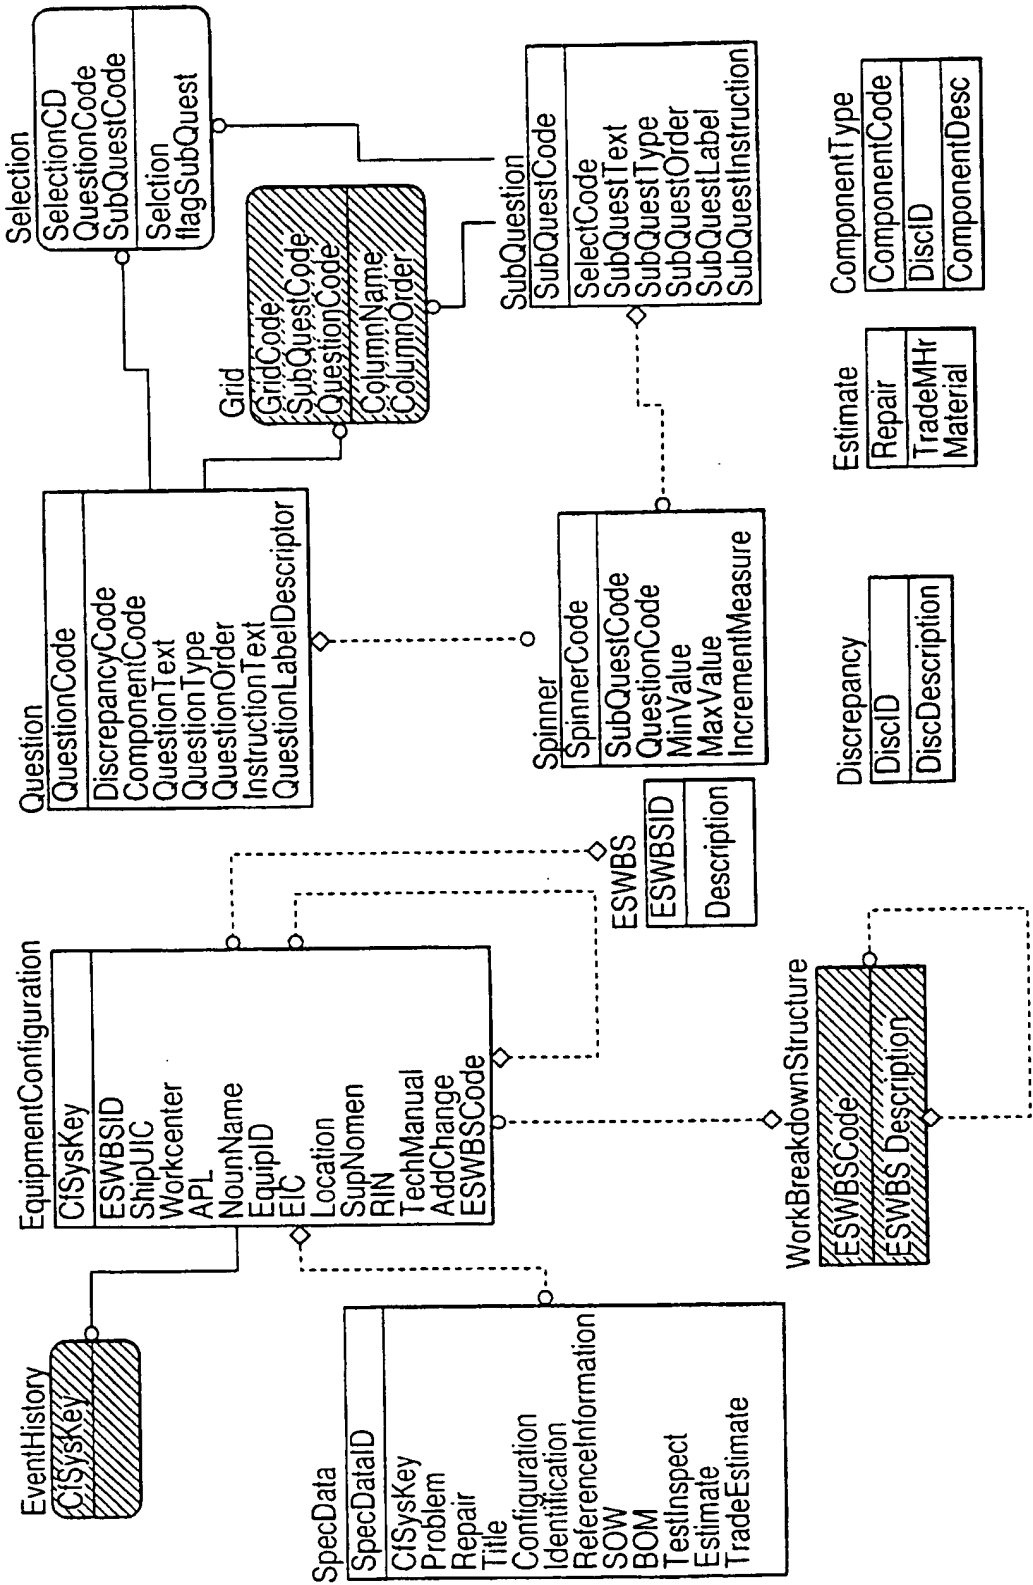 EventHistory
CfSysKey
EquipmentConfiguration
CfSysKey
ESWBSID
ShipUIC
Workcenter
APL
NounName
EquipID
EIC
Location
SupNomen
RIN
TechManual
AddChange
ESWBSCode
Question
QuestionCode
DiscrepancyCode
ComponentCode
QuestionText
QuestionType
QuestionOrder
InstructionText
QuestionLabelDescriptor
Selection
SelectionCD
QuestionCode
SubQuestCode
Selction
flagSubQuest
Grid
GridCode
SubQuestCode
QuestionCode
ColumnName
ColumnOrder
SpecData
SpecDataID
CfSysKey
Problem
Repair
Title
Configuration
Identification
ReferenceInformation
SOW
BOM
TestInspect
Estimate
TradeEstimate
ESWBS
ESWBSID
Description
Spinner
SpinnerCode
SubQuestCode
QuestionCode
MinValue
MaxValue
IncrementMeasure
SubQuestion
SubQuestCode
SelectCode
SubQuestText
SubQuestType
SubQuestOrder
SubQuestLabel
SubQuestInstruction
WorkBreakdownStructure
ESWBSCode
ESWBS Description
Discrepancy
DiscID
DiscDescription
Estimate
Repair
TradeMHr
Material
ComponentType
ComponentCode
DiscID
ComponentDesc